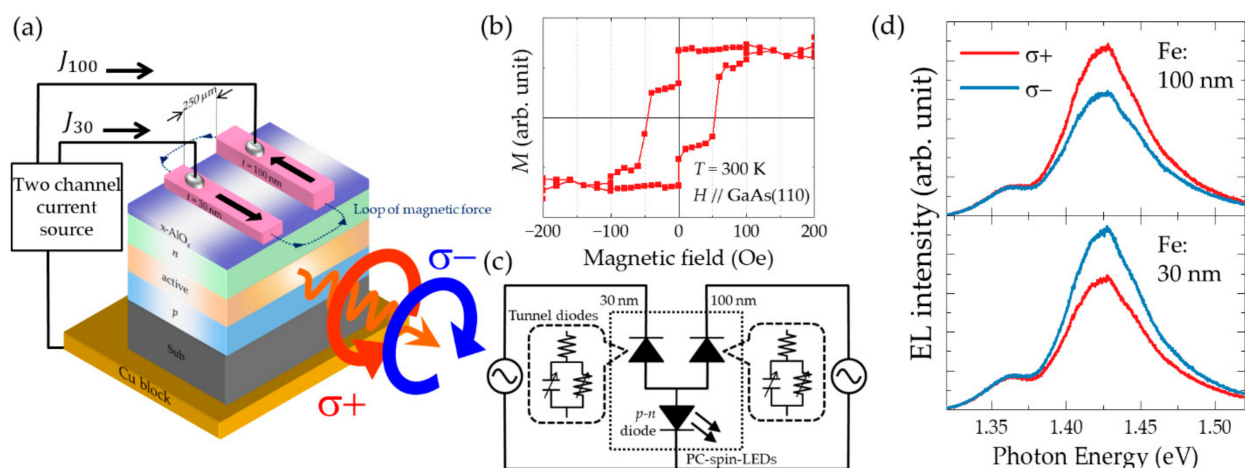 (a)
J100
J30
250 μm
Two channel
current
source
t = 100 nm
t = 30 nm
Loop of magnetic force
x-AlOx
n
active
p
Sub
Cu block
σ+
σ−
(b)
M (arb. unit)
T = 300 K
H // GaAs(110)
−200 −100 0 100 200
Magnetic field (Oe)
(c)
30 nm
100 nm
Tunnel diodes
p-n
diode
PC-spin-LEDs
(d)
σ+
σ−
Fe:
100 nm
Fe:
30 nm
EL intensity (arb. unit)
1.35 1.40 1.45 1.50
Photon Energy (eV)